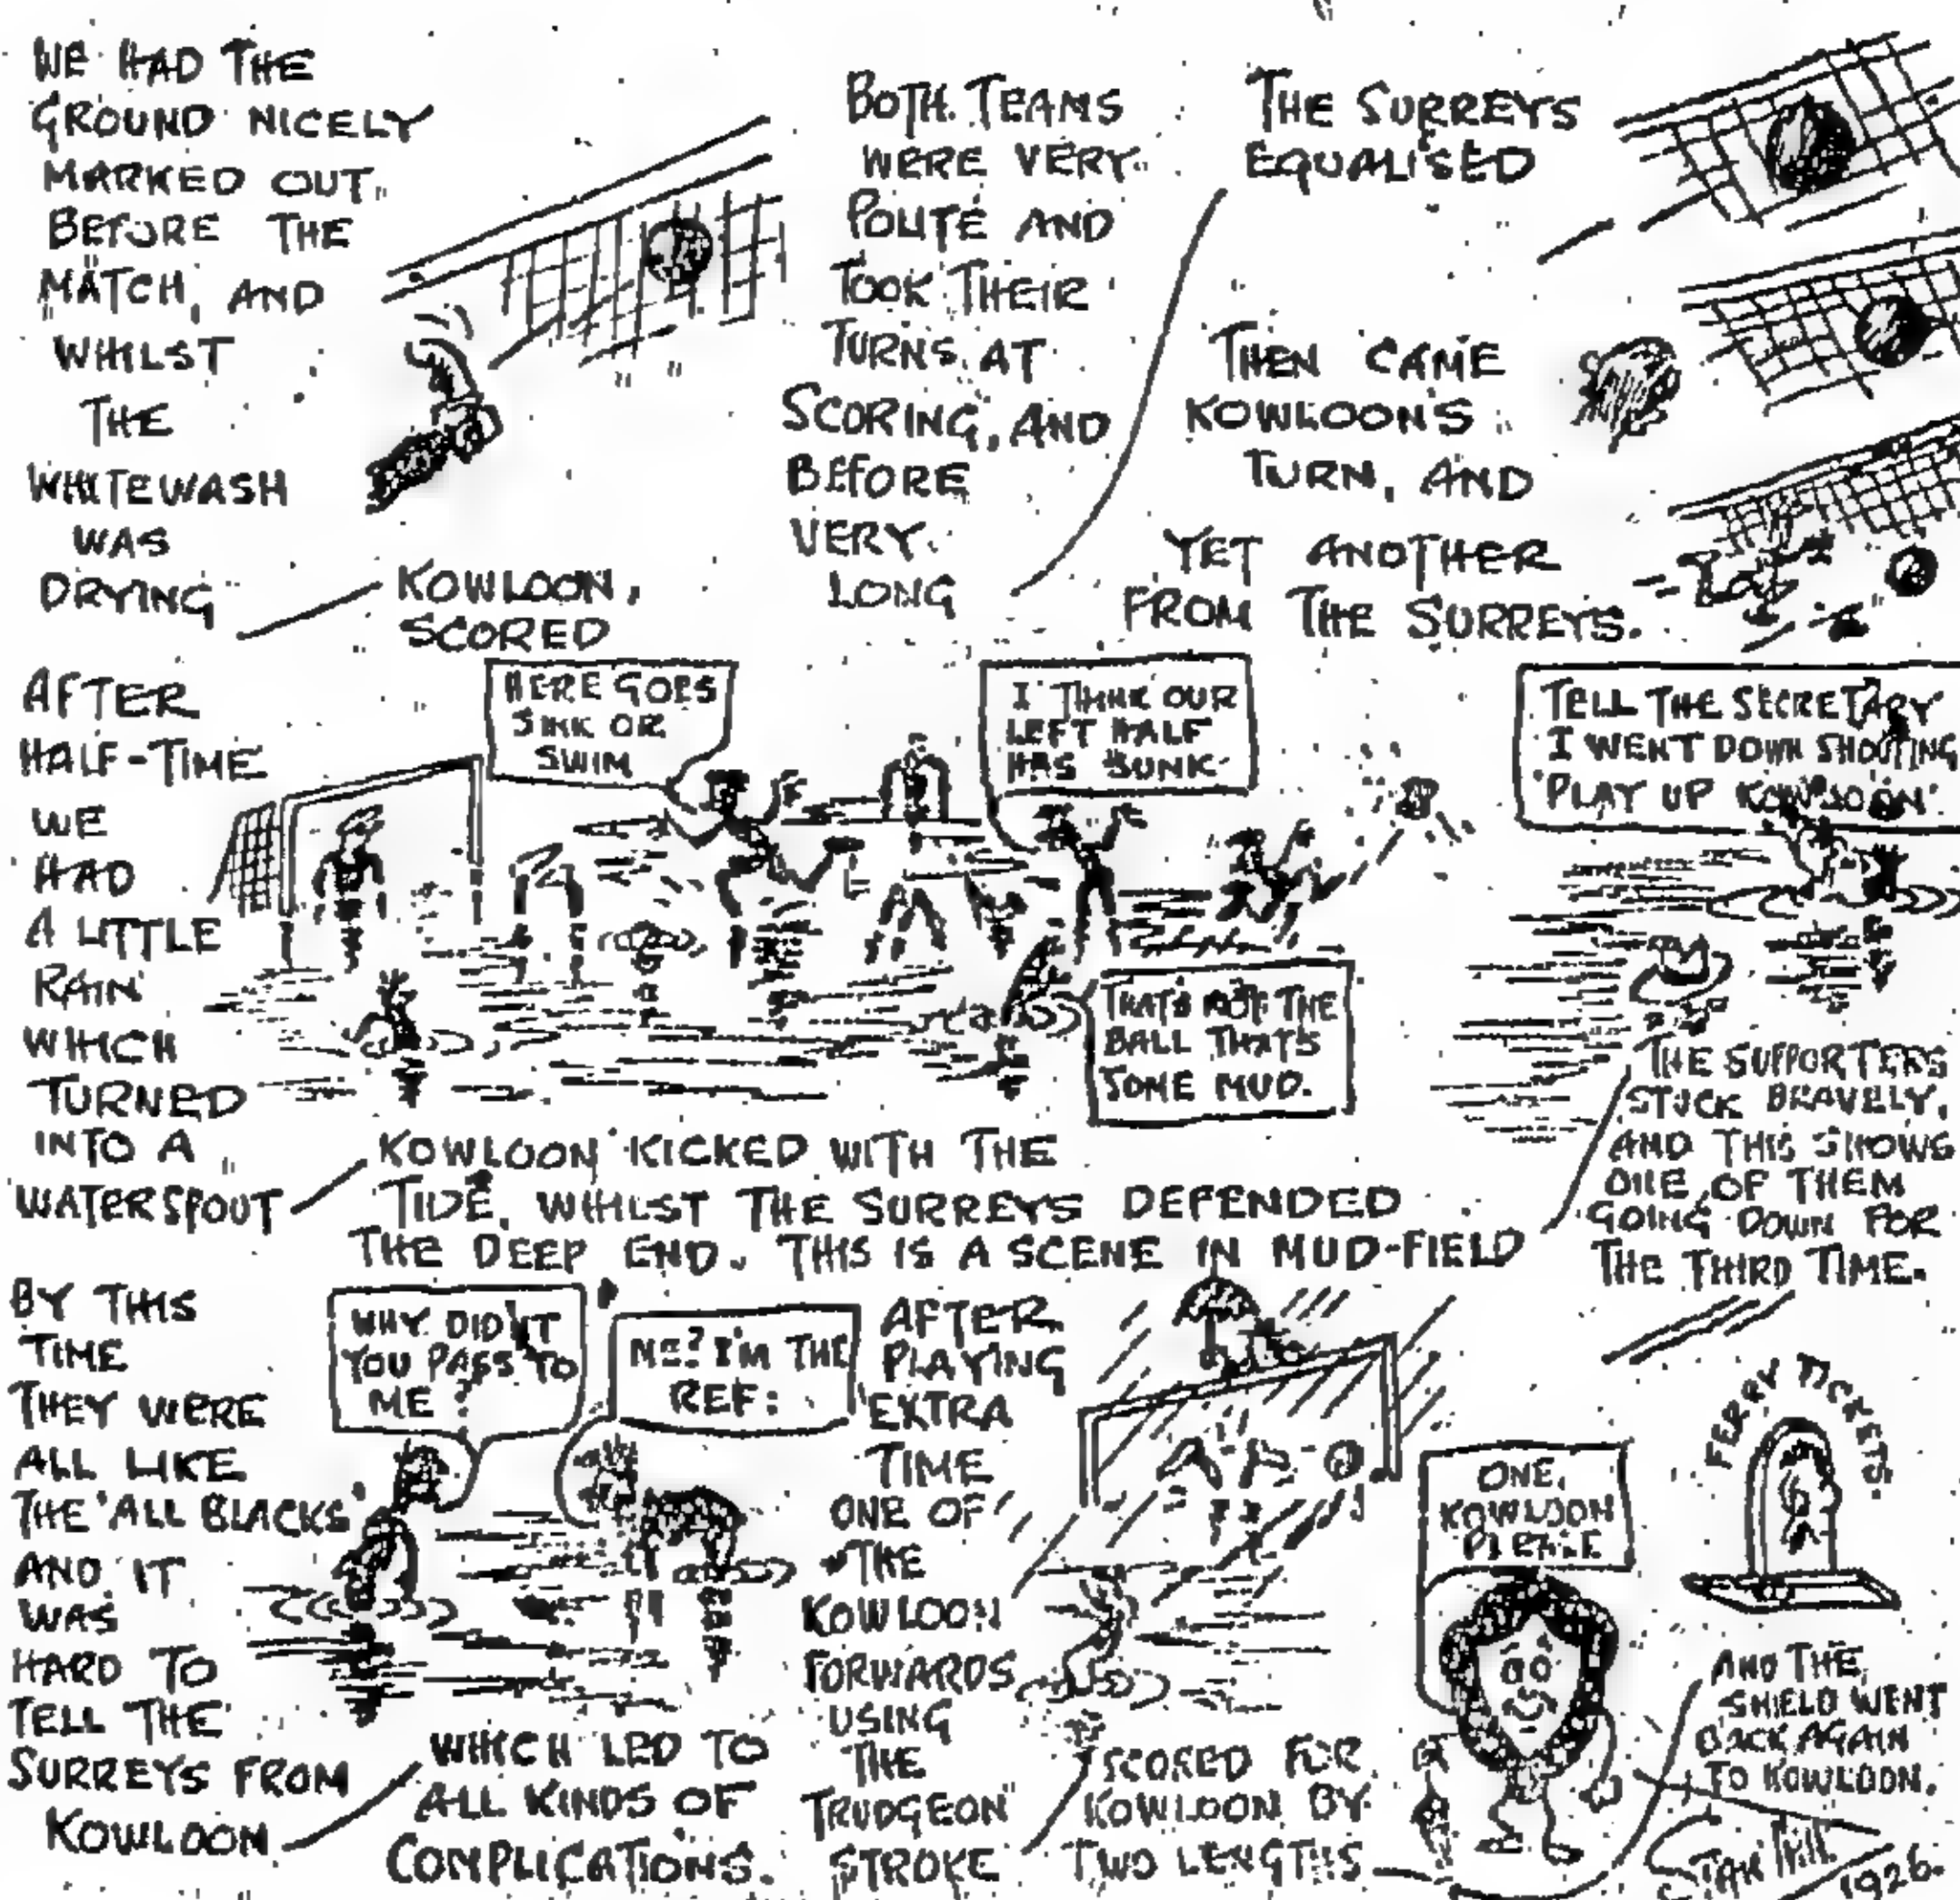 WE HAD THE
GROUND NICELY
MARKED OUT
BEFORE THE
MATCH, AND
WHILST
THE
WHITEWASH
WAS
DRYING
KOWLOON,
SCORED
BOTH TEAMS
WERE VERY
POLITE AND
TOOK THEIR
TURNS AT
SCORING, AND
BEFORE
VERY
LONG
THE SURREYS
EQUALISED
THEN CAME
KOWLOON'S
TURN, AND
YET ANOTHER
FROM THE SURREYS.
AFTER
HALF-TIME
WE
HAD
A LITTLE
RAIN
WHICH
TURNED
INTO A
WATERSPOUT
HERE GOES
SINK OR
SWIM
I THINK OUR
LEFT HALF
HAS SUNK
THAT'S NOT THE
BALL THAT'S
SOME MUD.
TELL THE SECRETARY
I WENT DOWN SHOUTING
'PLAY UP KOWLOON'.
KOWLOON KICKED WITH THE
TIDE, WHILST THE SURREYS DEFENDED
THE DEEP END. THIS IS A SCENE IN MUD-FIELD
THE SUPPORTERS
STUCK BRAVELY,
AND THIS SHOWS
ONE OF THEM
GOING DOWN FOR
THE THIRD TIME.
BY THIS
TIME
THEY WERE
ALL LIKE
THE 'ALL BLACKS'
AND IT
WAS
HARD TO
TELL THE
SURREYS FROM
KOWLOON
WHY DIDN'T
YOU PASS TO
ME?
ME? I'M THE
REF:
WHICH LED TO
ALL KINDS OF
COMPLICATIONS.
AFTER
PLAYING
EXTRA
TIME
ONE OF
THE
KOWLOON
FORWARDS
USING
THE
TRUDGEON
STROKE
SCORED FOR
KOWLOON BY
TWO LENGTHS
ONE,
KOWLOON
PLEASE
FERRY TICKETS.
AND THE
SHIELD WENT
BACK AGAIN
TO KOWLOON.
1926.